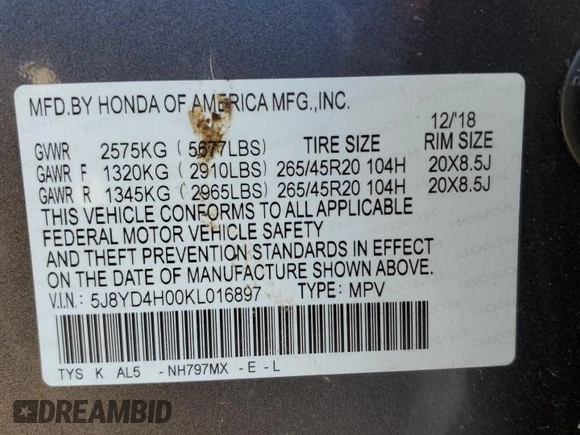 MFD.BY HONDA OF AMERICA MFG.,INC.
12/'18
GVWR 2575KG ( 5677LBS) TIRE SIZE RIM SIZE
GAWR F 1320KG ( 2910LBS) 265/45R20 104H 20X8.5J
GAWR R 1345KG ( 2965LBS) 265/45R20 104H 20X8.5J
THIS VEHICLE CONFORMS TO ALL APPLICABLE
FEDERAL MOTOR VEHICLE SAFETY
AND THEFT PREVENTION STANDARDS IN EFFECT
ON THE DATE OF MANUFACTURE SHOWN ABOVE.
V.I.N.: 5J8YD4H00KL016897 TYPE: MPV
TYS K AL5 -NH797MX -E-L
DREAMBID